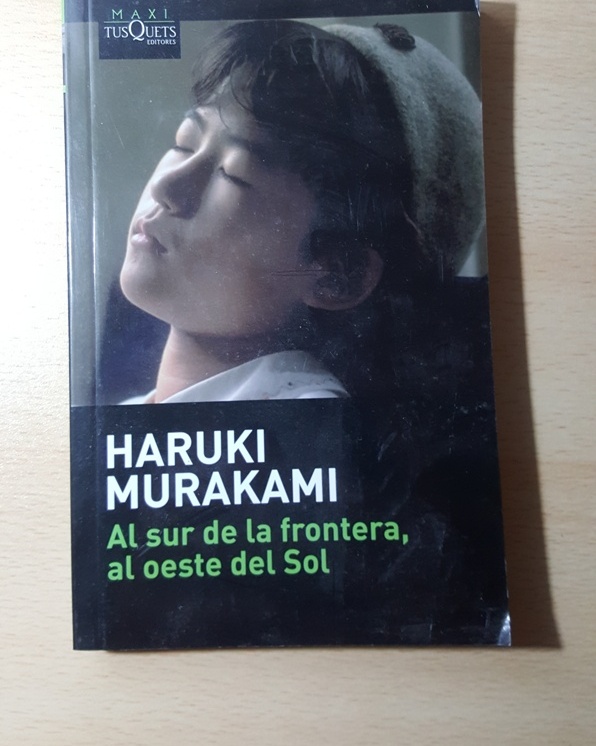 MAXI
TUSQUETS
EDITORES
HARUKI
MURAKAMI
Al sur de la frontera,
al oeste del Sol